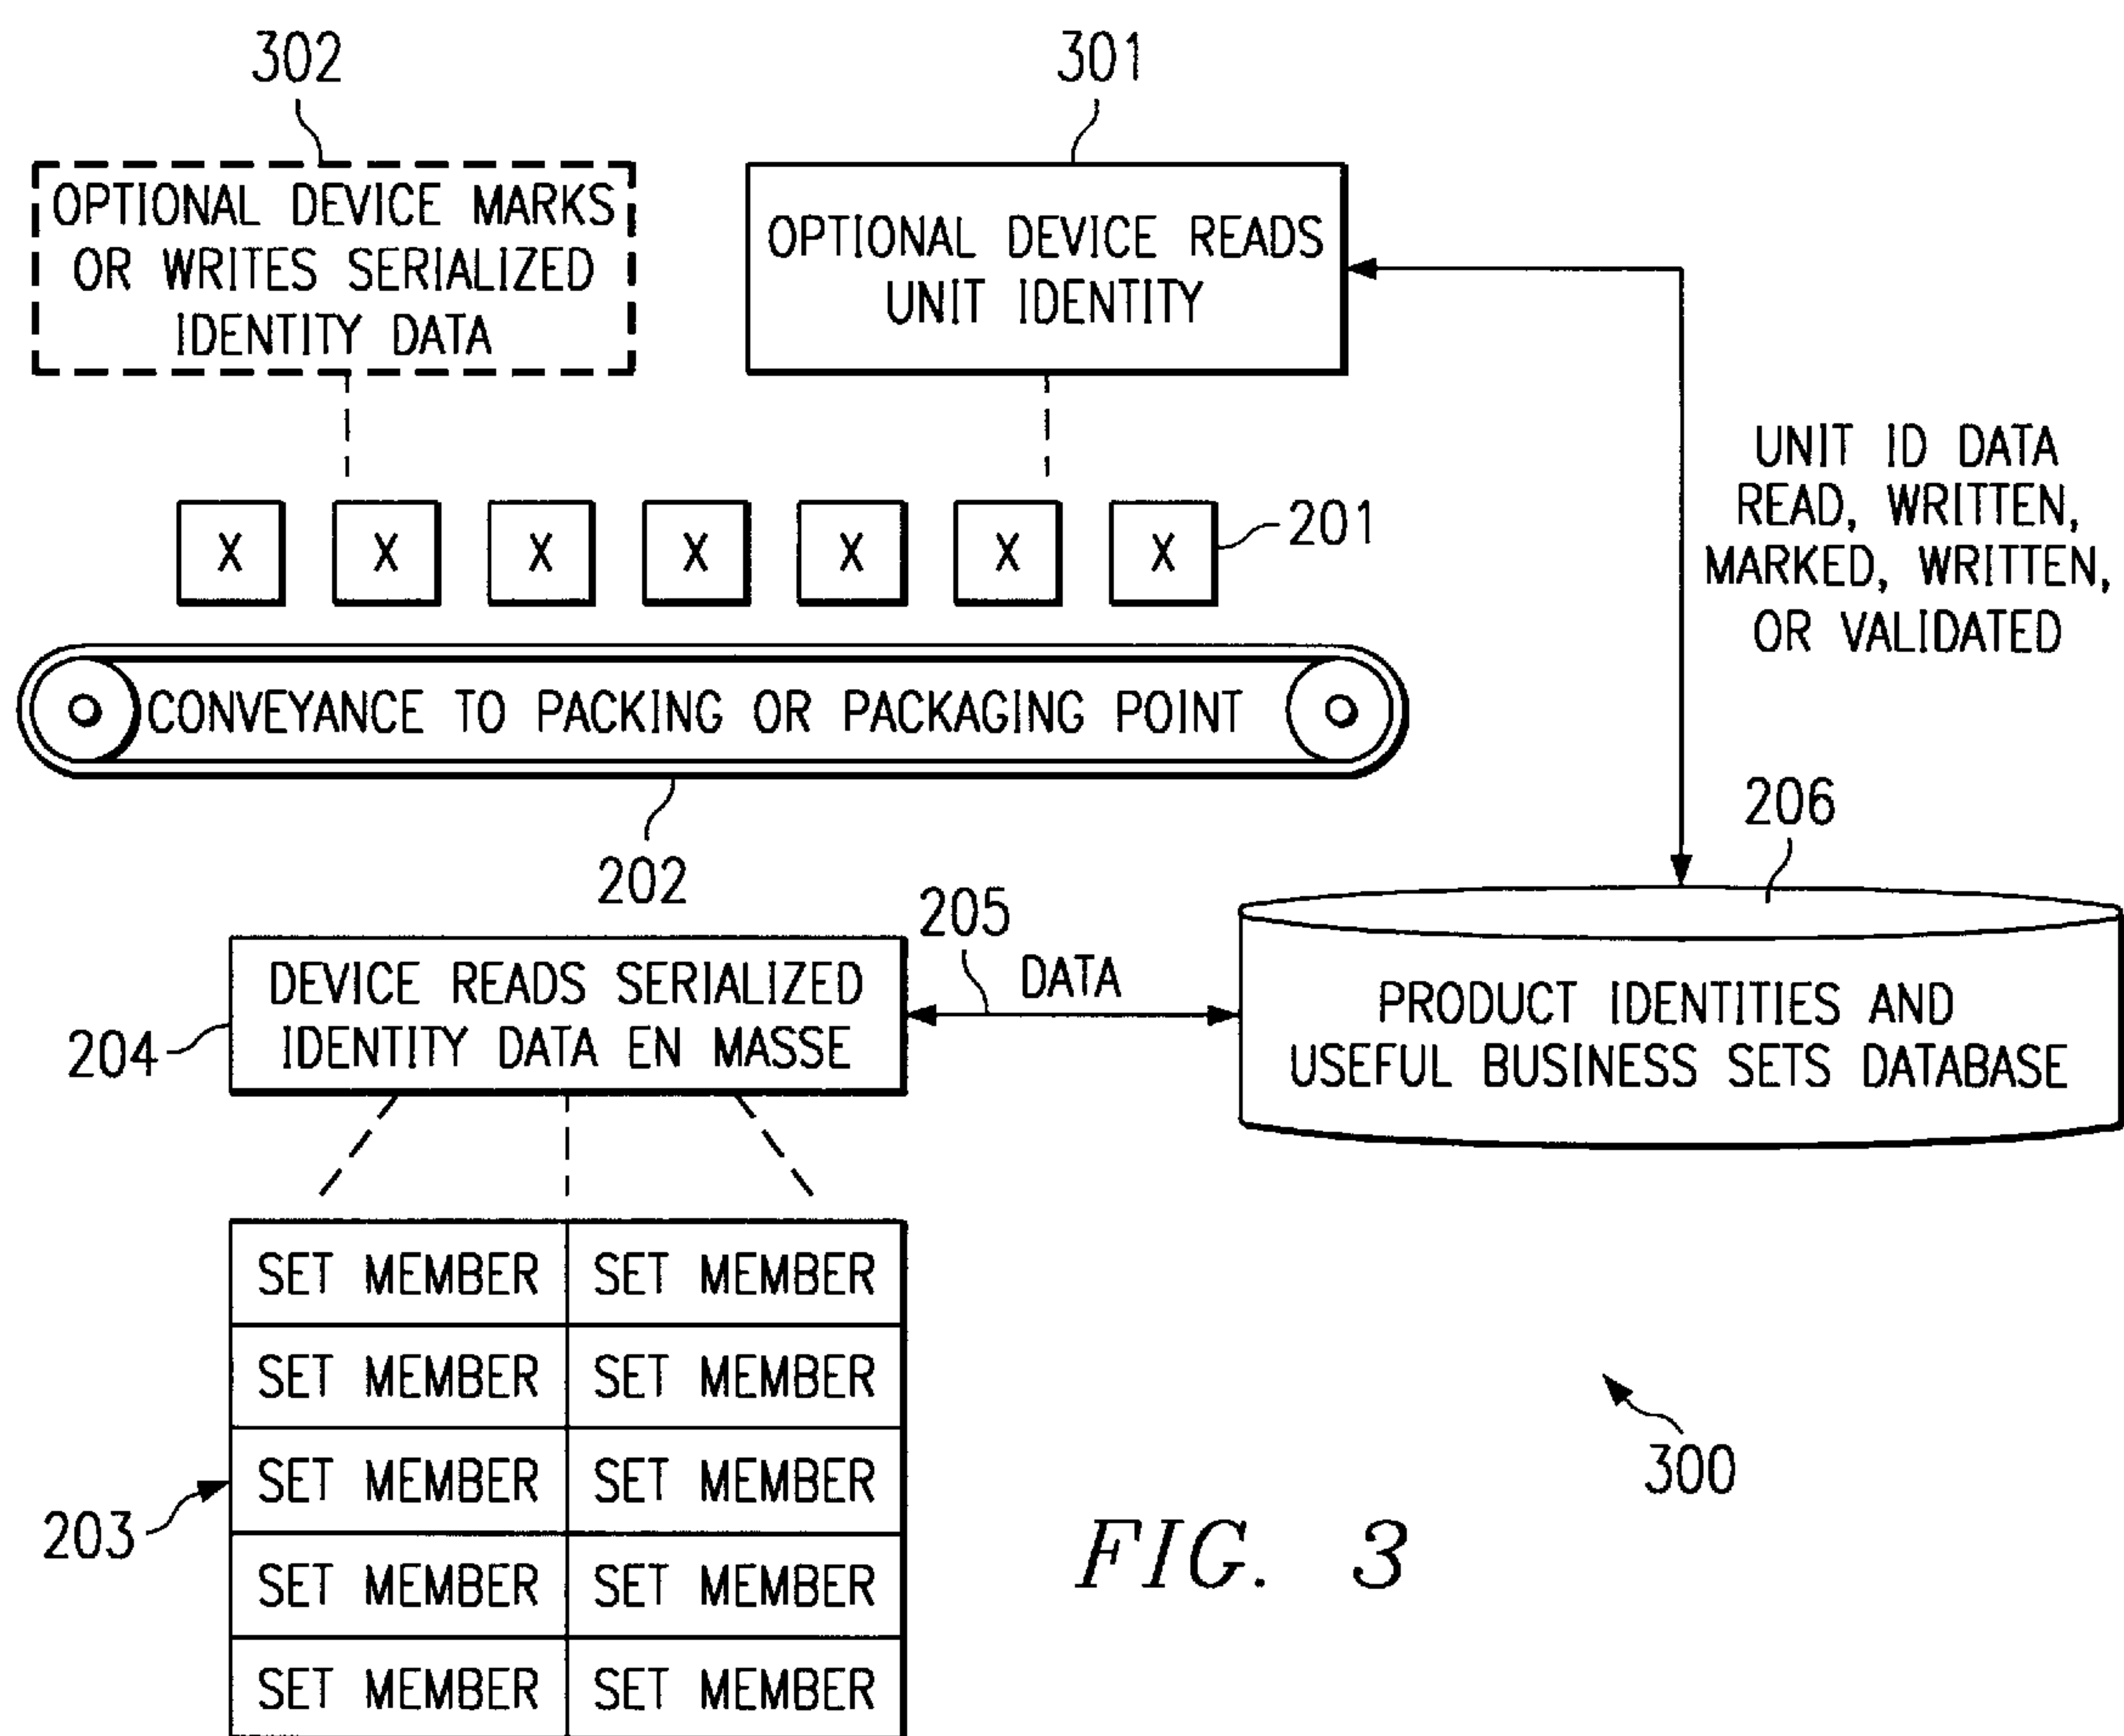 302
301
OPTIONAL DEVICE MARKS
OR WRITES SERIALIZED
IDENTITY DATA
OPTIONAL DEVICE READS
UNIT IDENTITY
UNIT ID DATA
READ, WRITTEN,
MARKED, WRITTEN,
OR VALIDATED
X X X X X X X
201
CONVEYANCE TO PACKING OR PACKAGING POINT
202
206
205
DATA
DEVICE READS SERIALIZED
IDENTITY DATA EN MASSE
204
PRODUCT IDENTITIES AND
USEFUL BUSINESS SETS DATABASE
SET MEMBER SET MEMBER
SET MEMBER SET MEMBER
SET MEMBER SET MEMBER
SET MEMBER SET MEMBER
SET MEMBER SET MEMBER
203
300
FIG. 3